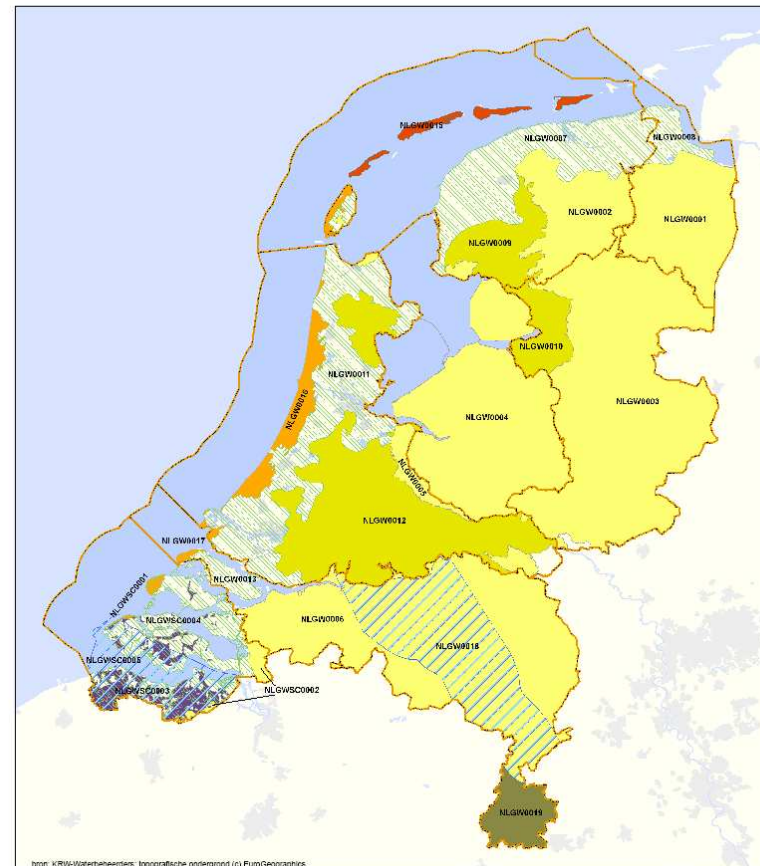 NLGW0015
NLGW0007
NLGW0008
NLGW0002
NLGW0001
NLGW0009
NLGW0010
NLGW0011
NLGW0003
NLGW0016
NLGW0004
NLGW0005
NLGW0012
NLGW0017
NLGW0013
NLGWSC0001
NLGWSC0004
NLGW0006
NLGW0018
NLGWSC0005
NLGWSC0003
NLGWSC0002
NLGW0019
bron: KRW-Waterbeheerders; topografische ondergrond (c) EuroGeographics